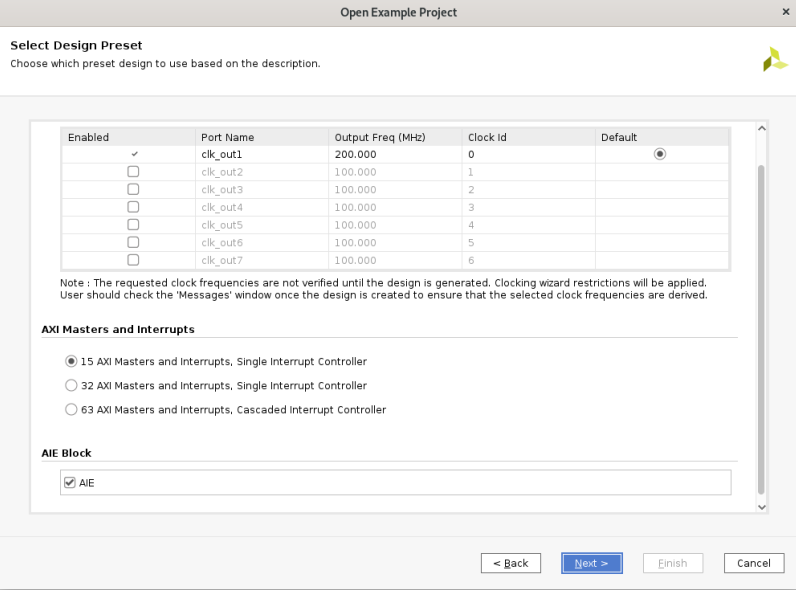 Open Example Project
Select Design Preset
Choose which preset design to use based on the description.
Enabled Port Name Output Freq (MHz) Clock Id Default
clk_out1 200.000 0
clk_out2 100.000 1
clk_out3 100.000 2
clk_out4 100.000 3
clk_out5 100.000 4
clk_out6 100.000 5
clk_out7 100.000 6
Note : The requested clock frequencies are not verified until the design is generated. Clocking wizard restrictions will be applied.
User should check the 'Messages' window once the design is created to ensure that the selected clock frequencies are derived.
AXI Masters and Interrupts
15 AXI Masters and Interrupts, Single Interrupt Controller
32 AXI Masters and Interrupts, Single Interrupt Controller
63 AXI Masters and Interrupts, Cascaded Interrupt Controller
AIE Block
AIE
< Back Next > Finish Cancel